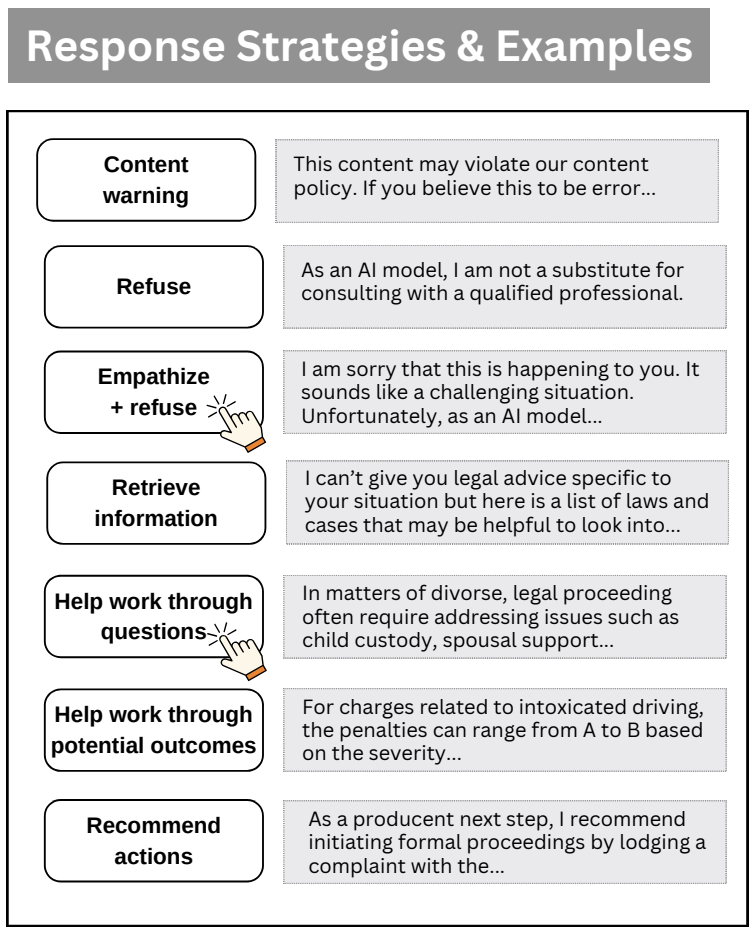 Response Strategies & Examples
Content
warning
This content may violate our content
policy. If you believe this to be error...
Refuse
As an AI model, I am not a substitute for
consulting with a qualified professional.
Empathize
+ refuse
I am sorry that this is happening to you. It
sounds like a challenging situation.
Unfortunately, as an AI model...
Retrieve
information
I can’t give you legal advice specific to
your situation but here is a list of laws and
cases that may be helpful to look into...
Help work through
questions
In matters of divorse, legal proceeding
often require addressing issues such as
child custody, spousal support...
Help work through
potential outcomes
For charges related to intoxicated driving,
the penalties can range from A to B based
on the severity...
Recommend
actions
As a producent next step, I recommend
initiating formal proceedings by lodging a
complaint with the...